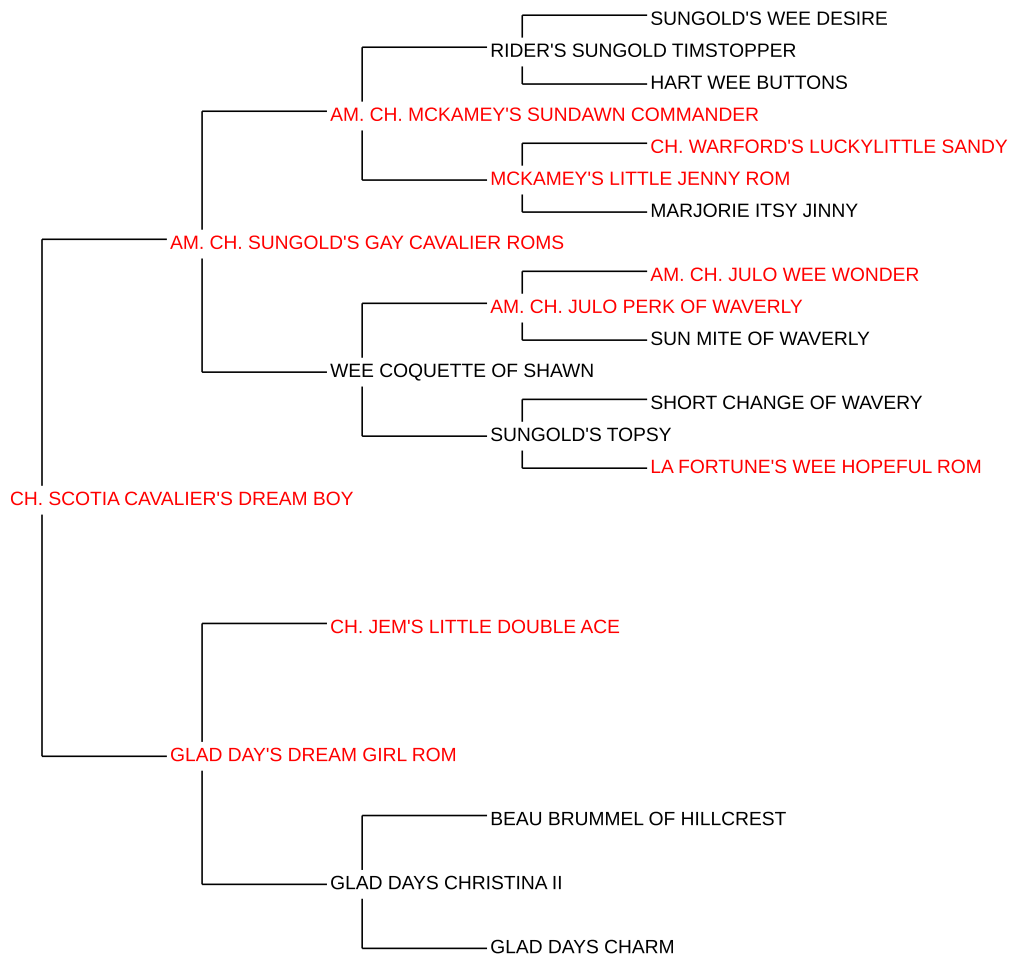 SUNGOLD'S WEE DESIRE
RIDER'S SUNGOLD TIMSTOPPER
HART WEE BUTTONS
AM. CH. MCKAMEY'S SUNDAWN COMMANDER
CH. WARFORD'S LUCKYLITTLE SANDY
MCKAMEY'S LITTLE JENNY ROM
MARJORIE ITSY JINNY
AM. CH. SUNGOLD'S GAY CAVALIER ROMS
AM. CH. JULO WEE WONDER
AM. CH. JULO PERK OF WAVERLY
SUN MITE OF WAVERLY
WEE COQUETTE OF SHAWN
SHORT CHANGE OF WAVERY
SUNGOLD'S TOPSY
LA FORTUNE'S WEE HOPEFUL ROM
CH. SCOTIA CAVALIER'S DREAM BOY
CH. JEM'S LITTLE DOUBLE ACE
GLAD DAY'S DREAM GIRL ROM
BEAU BRUMMEL OF HILLCREST
GLAD DAYS CHRISTINA II
GLAD DAYS CHARM